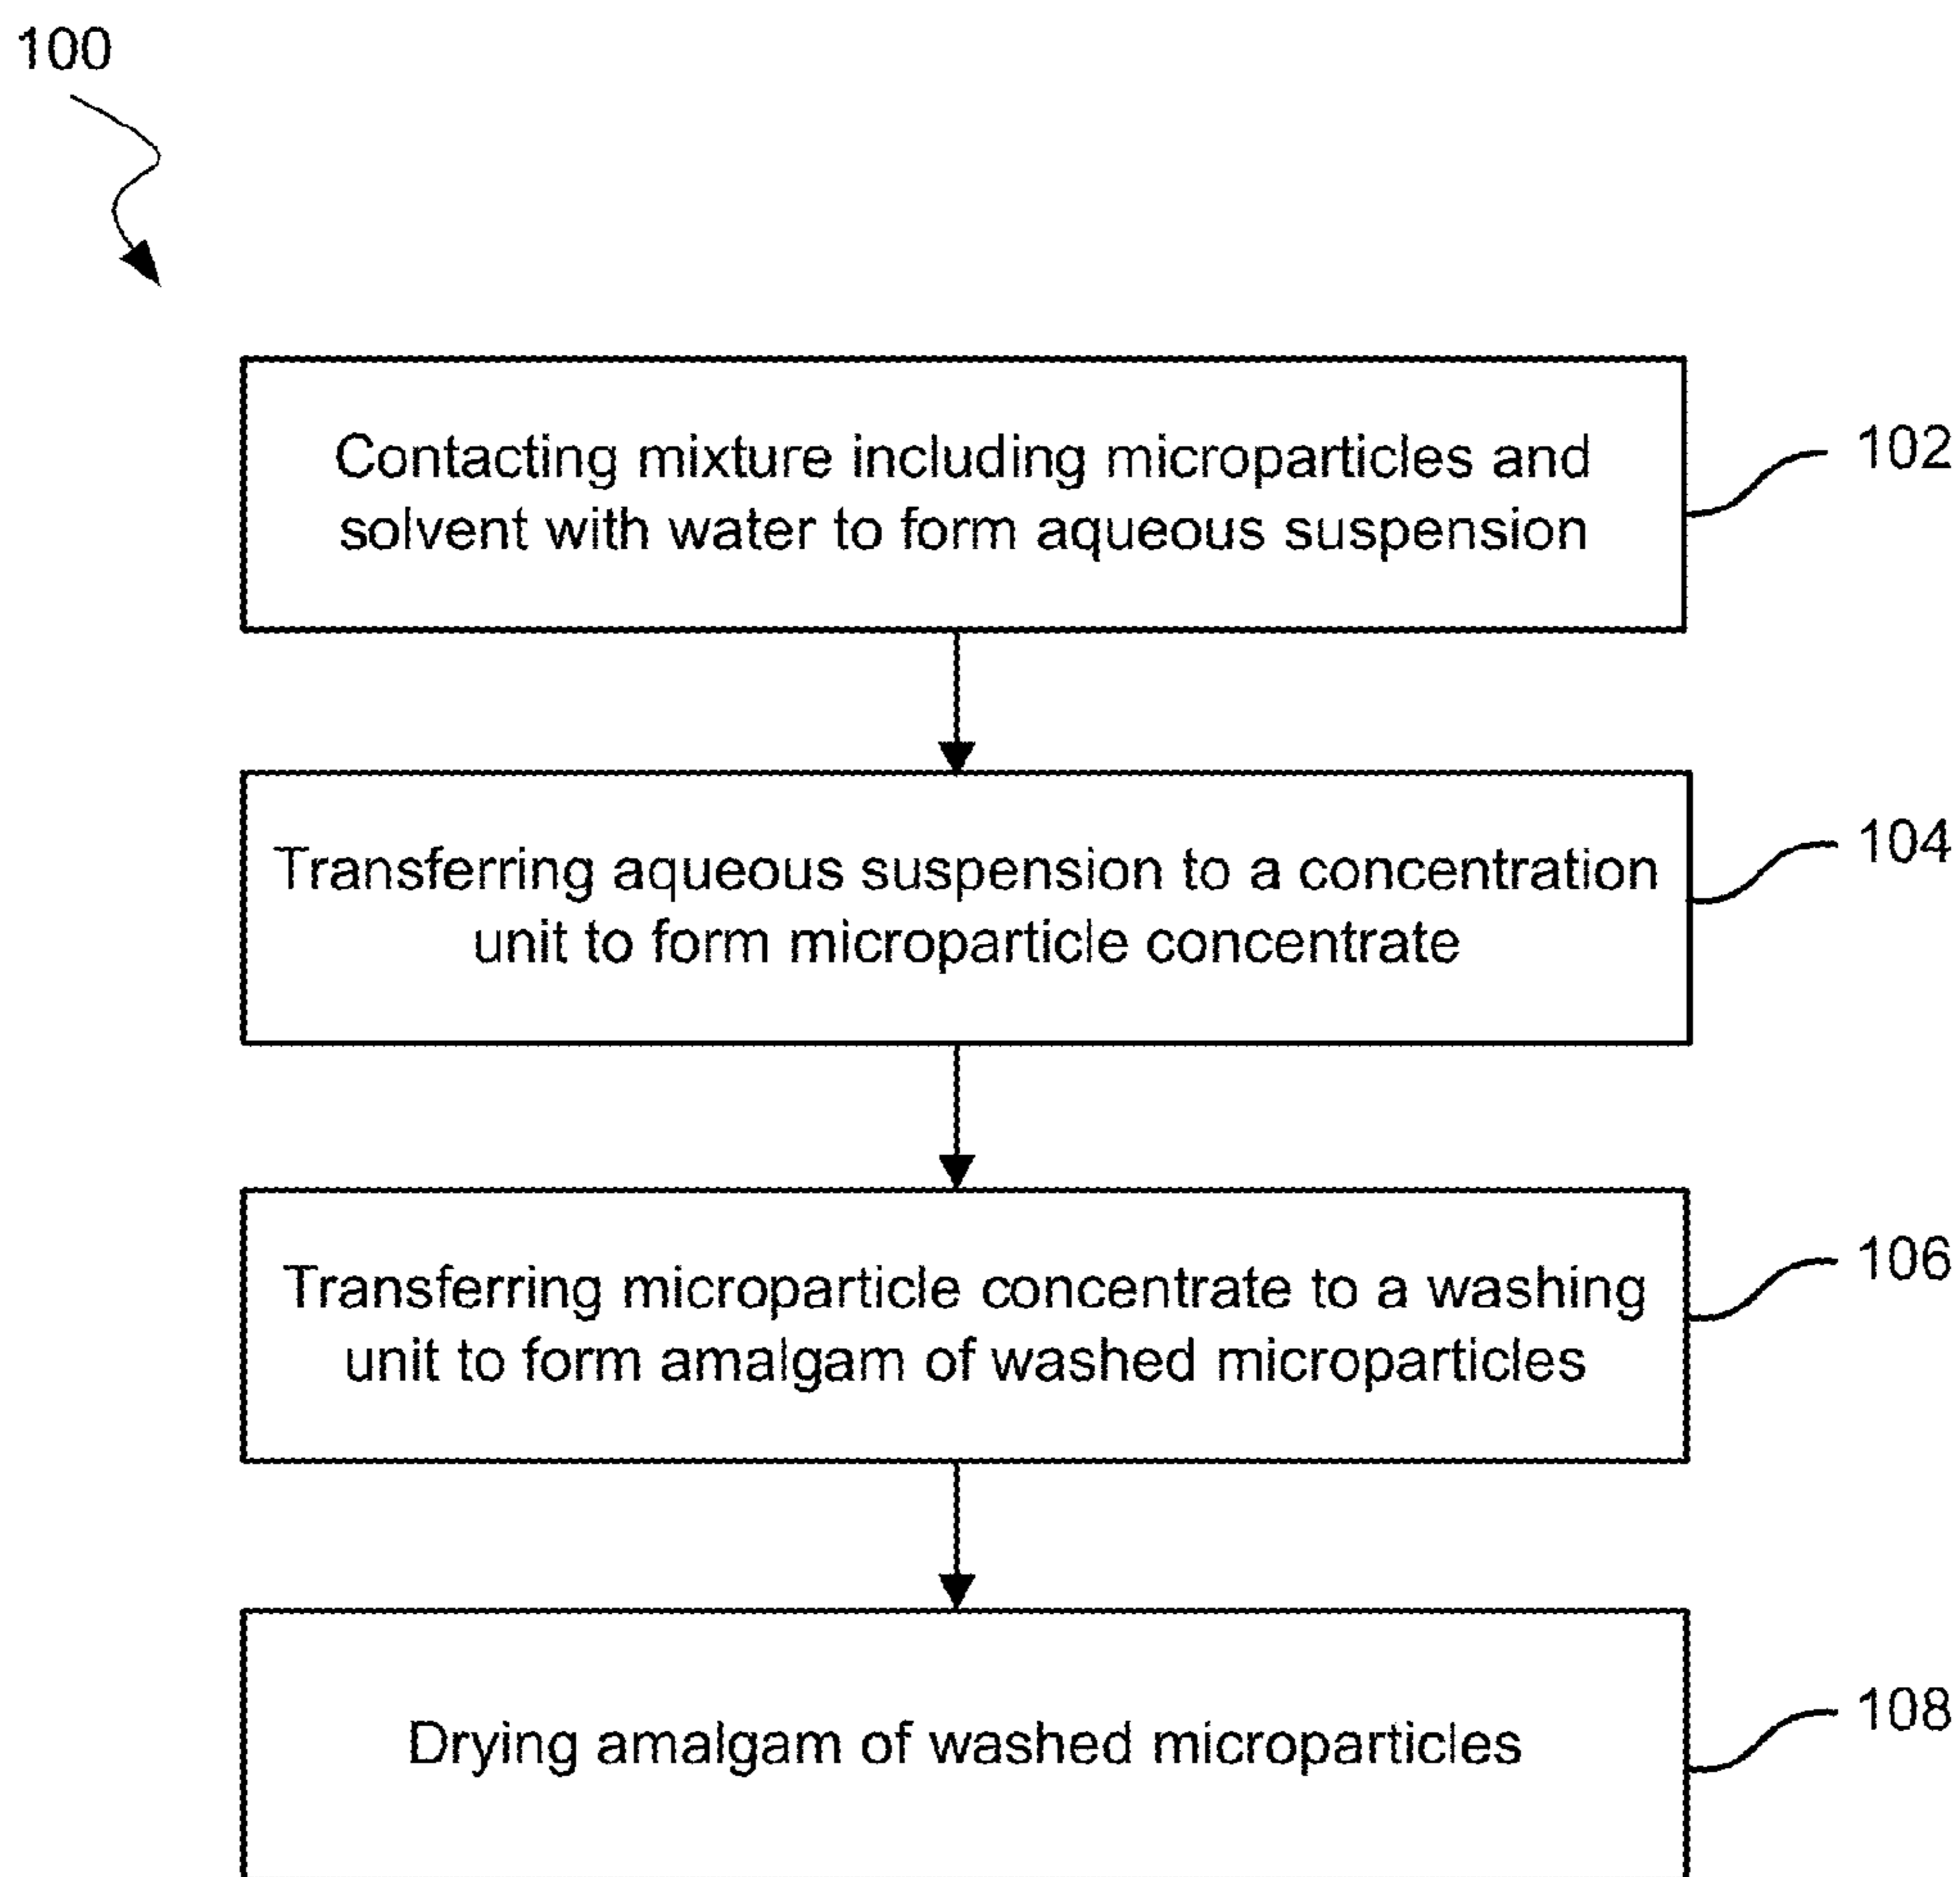 100
Contacting mixture including microparticles and
solvent with water to form aqueous suspension
102
Transferring aqueous suspension to a concentration
unit to form microparticle concentrate
104
Transferring microparticle concentrate to a washing
unit to form amalgam of washed microparticles
106
Drying amalgam of washed microparticles
108